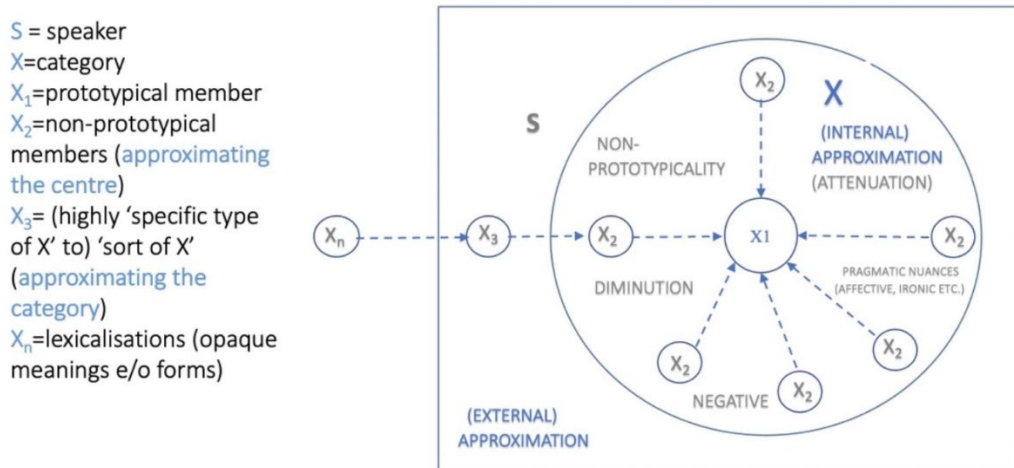 S = speaker
X=category
X₁=prototypical member
X₂=non-prototypical
members (approximating
the centre)
X₃= (highly ‘specific type
of X’ to) ‘sort of X’
(approximating the
category)
Xₙ=lexicalisations (opaque
meanings e/o forms)
S
X₂
X
NON-
PROTOTYPICALITY
(INTERNAL)
APPROXIMATION
(ATTENUATION)
Xₙ
X₃
X₂
X1
X₂
DIMINUTION
PRAGMATIC NUANCES
(AFFECTIVE, IRONIC ETC.)
X₂
X₂
X₂
NEGATIVE
(EXTERNAL)
APPROXIMATION